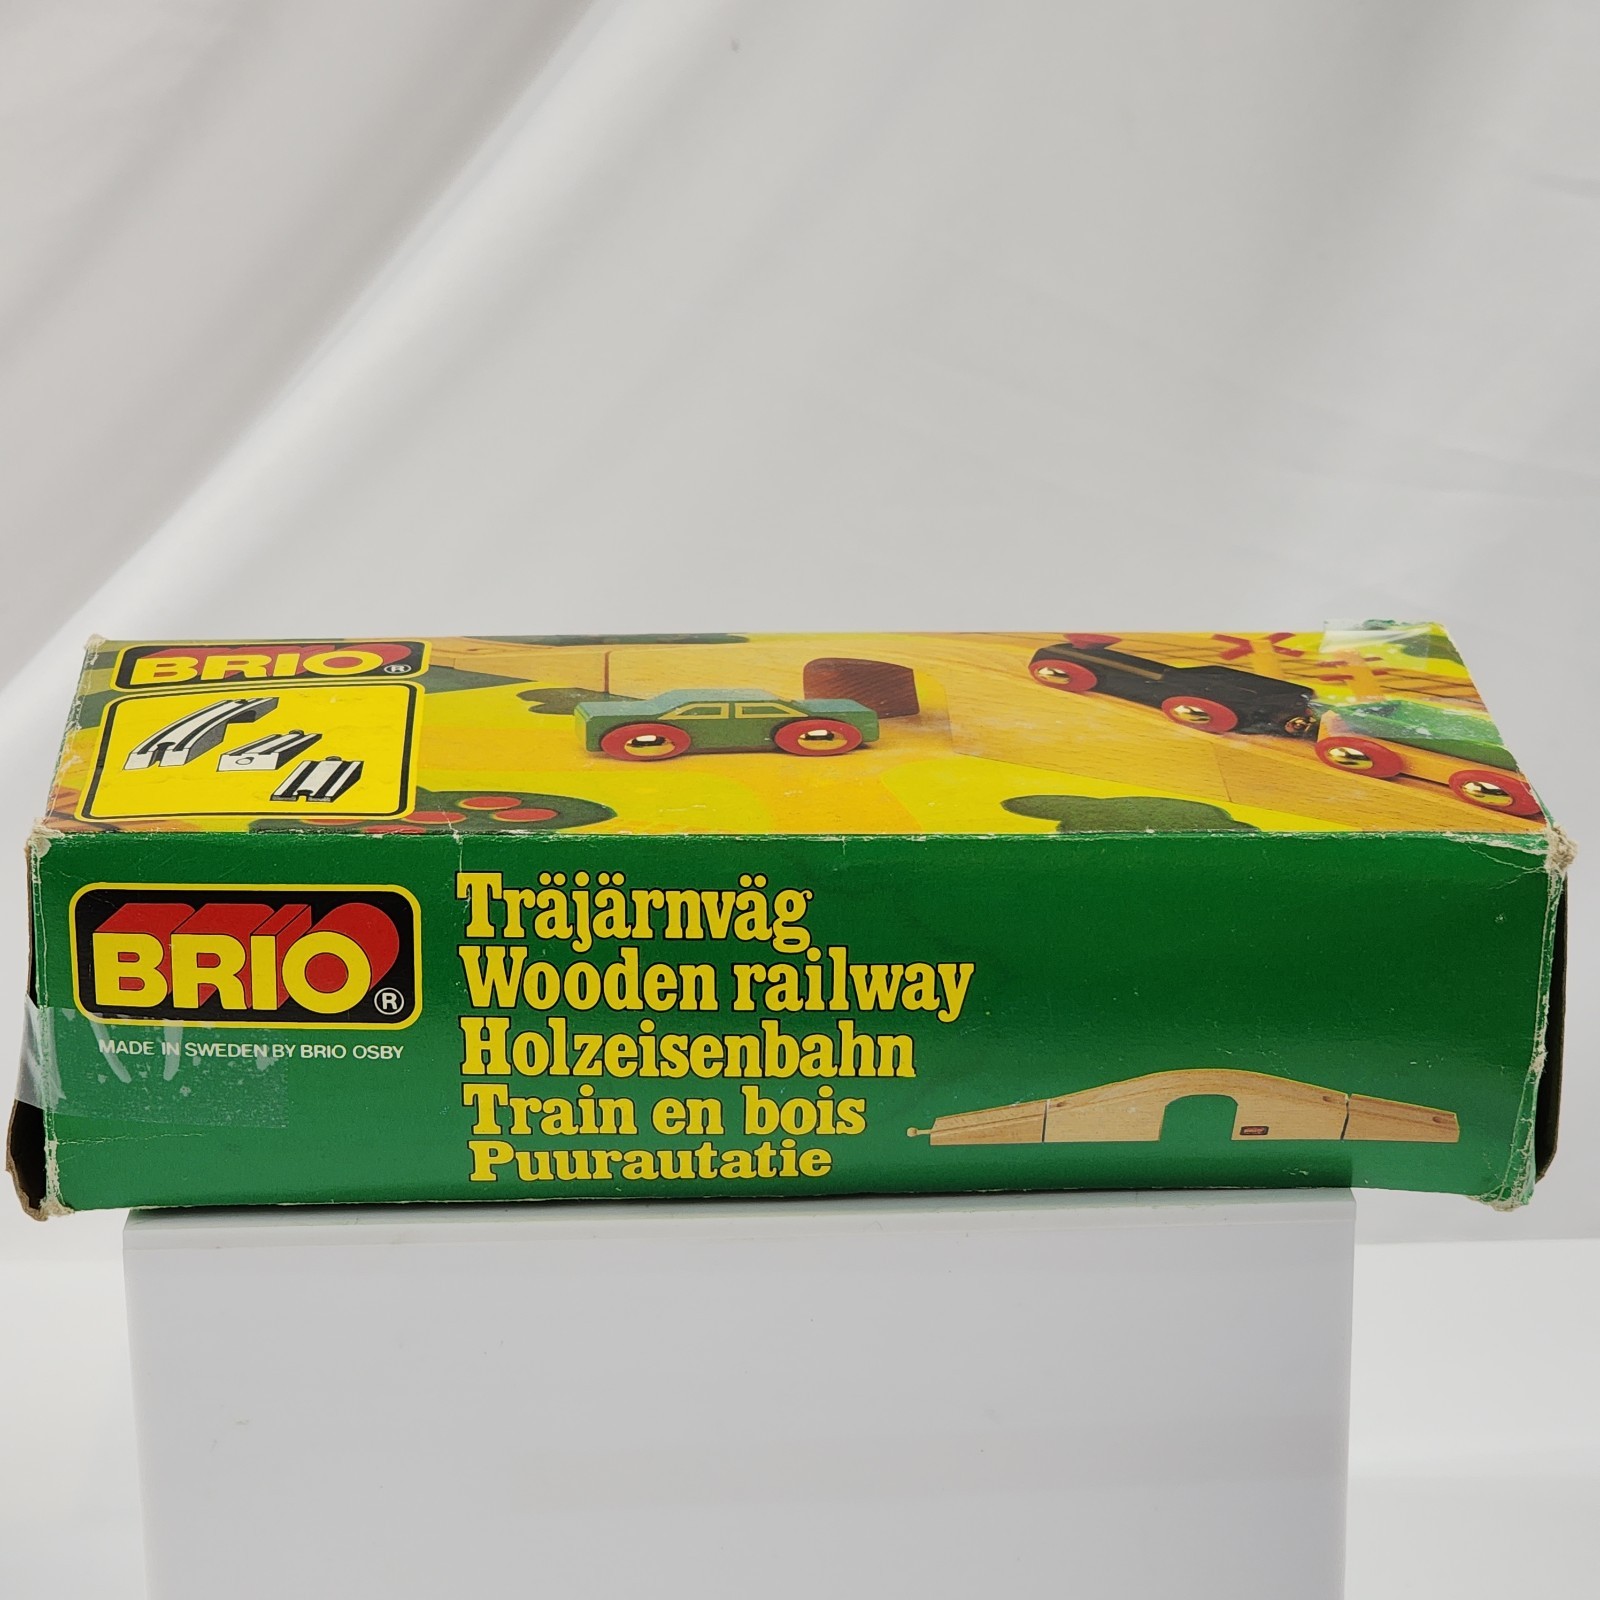 BRIO®
BRIO®
MADE IN SWEDEN BY BRIO OSBY
Träjärnväg
Wooden railway
Holzeisenbahn
Train en bois
Puurautatie